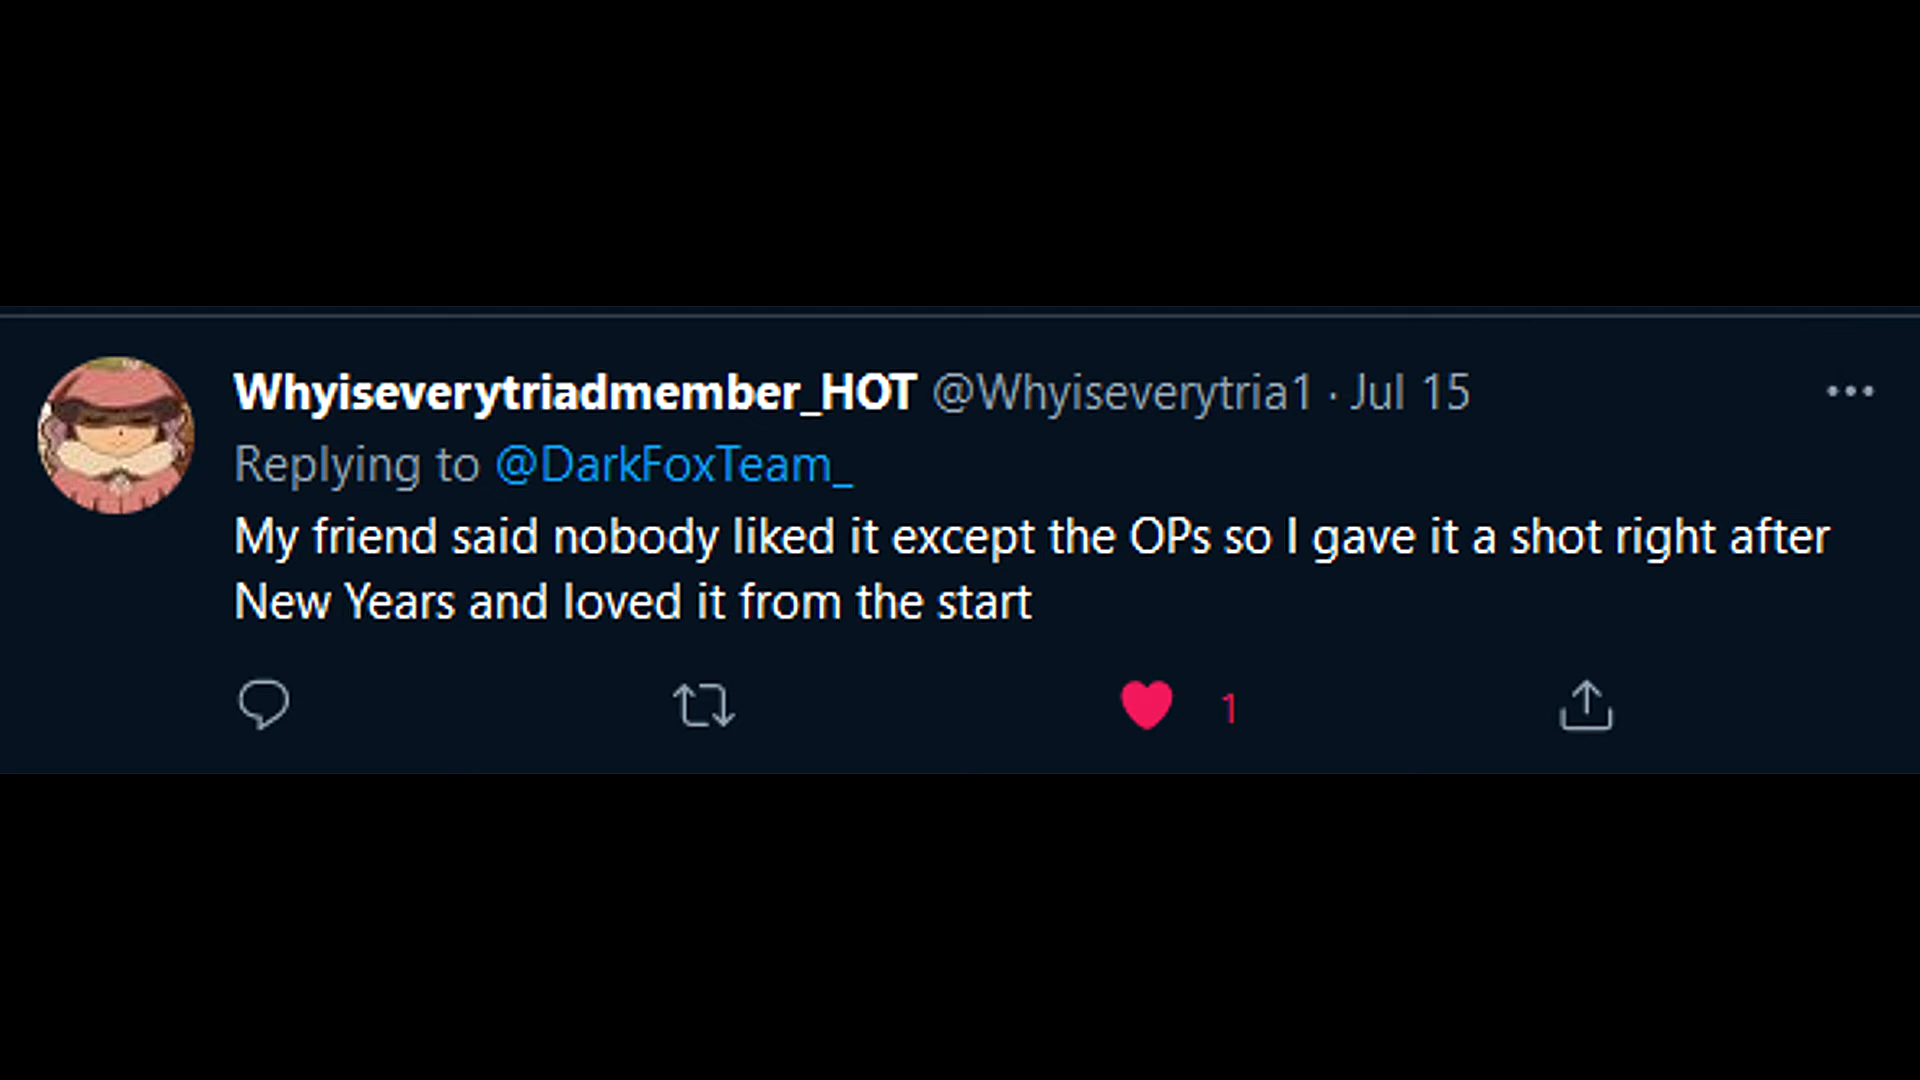 Whyiseverytriadmember_HOT @Whyiseverytria1 · Jul 15
Replying to @DarkFoxTeam_
My friend said nobody liked it except the OPs so I gave it a shot right after
New Years and loved it from the start
1